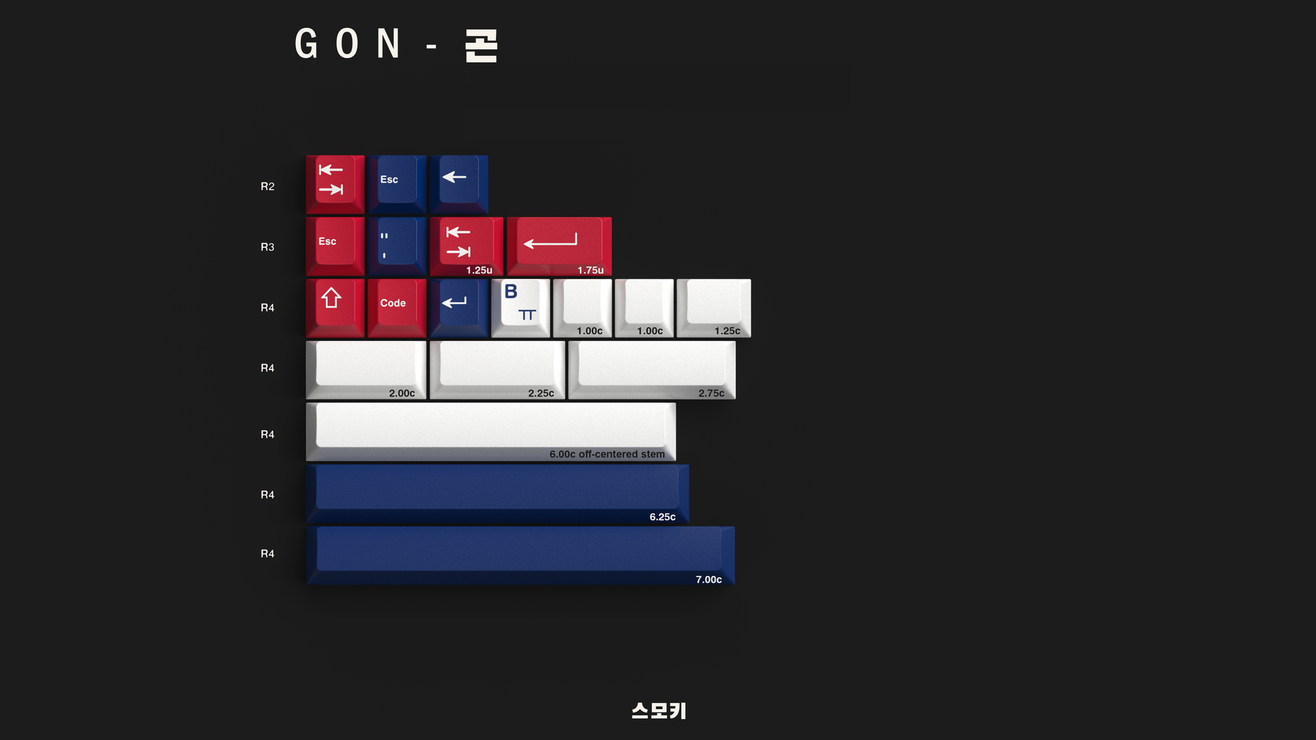 GON - 곤
R2 Esc
R3 Esc " ' 1.25u 1.75u
R4 Code B ㅠ 1.00c 1.00c 1.25c
R4 2.00c 2.25c 2.75c
R4 6.00c off-centered stem
R4 6.25c
R4 7.00c
스모키